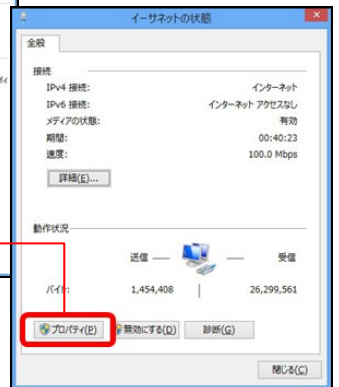 イーサネットの状態
全般
接続
IPv4 接続: インターネット
IPv6 接続: インターネット アクセスなし
メディアの状態: 有効
期間: 00:40:23
速度: 100.0 Mbps
詳細(E)...
動作状況
送信 受信
バイト: 1,454,408 26,299,561
プロパティ(P) 無効にする(D) 診断(G)
閉じる(C)